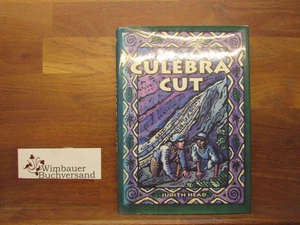 CULEBRA
CUT
JUDITH HEAD
Wimbauer
Buchversand